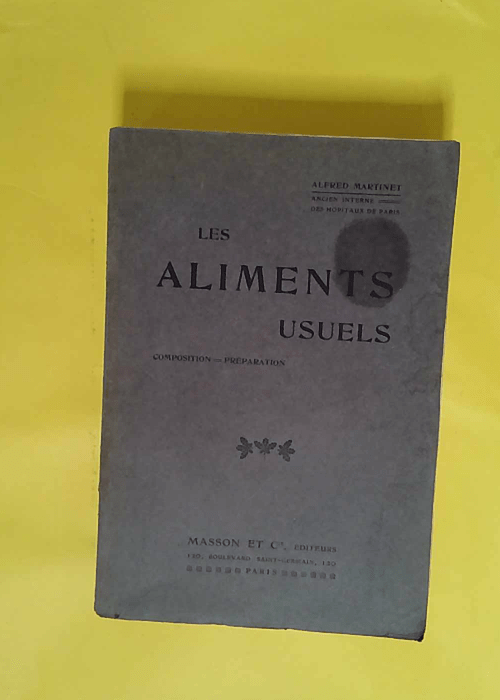 ALFRED MARTINET
ANCIEN INTERNE
DES HOPITAUX DE PARIS
LES
ALIMENTS
USUELS
COMPOSITION — PRÉPARATION
MASSON ET Cie, ÉDITEURS
120, BOULEVARD SAINT-GERMAIN, 120
PARIS